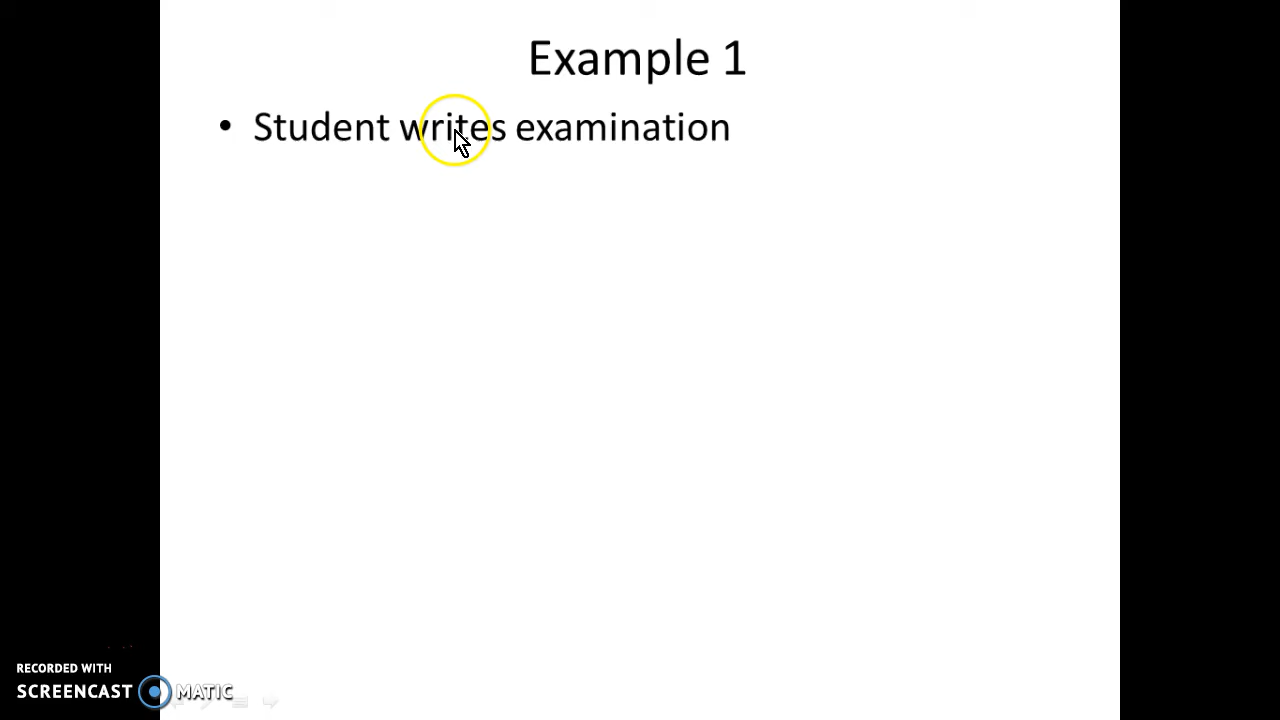 Example 1
• Student writes examination
RECORDED WITH
SCREENCAST MATIC